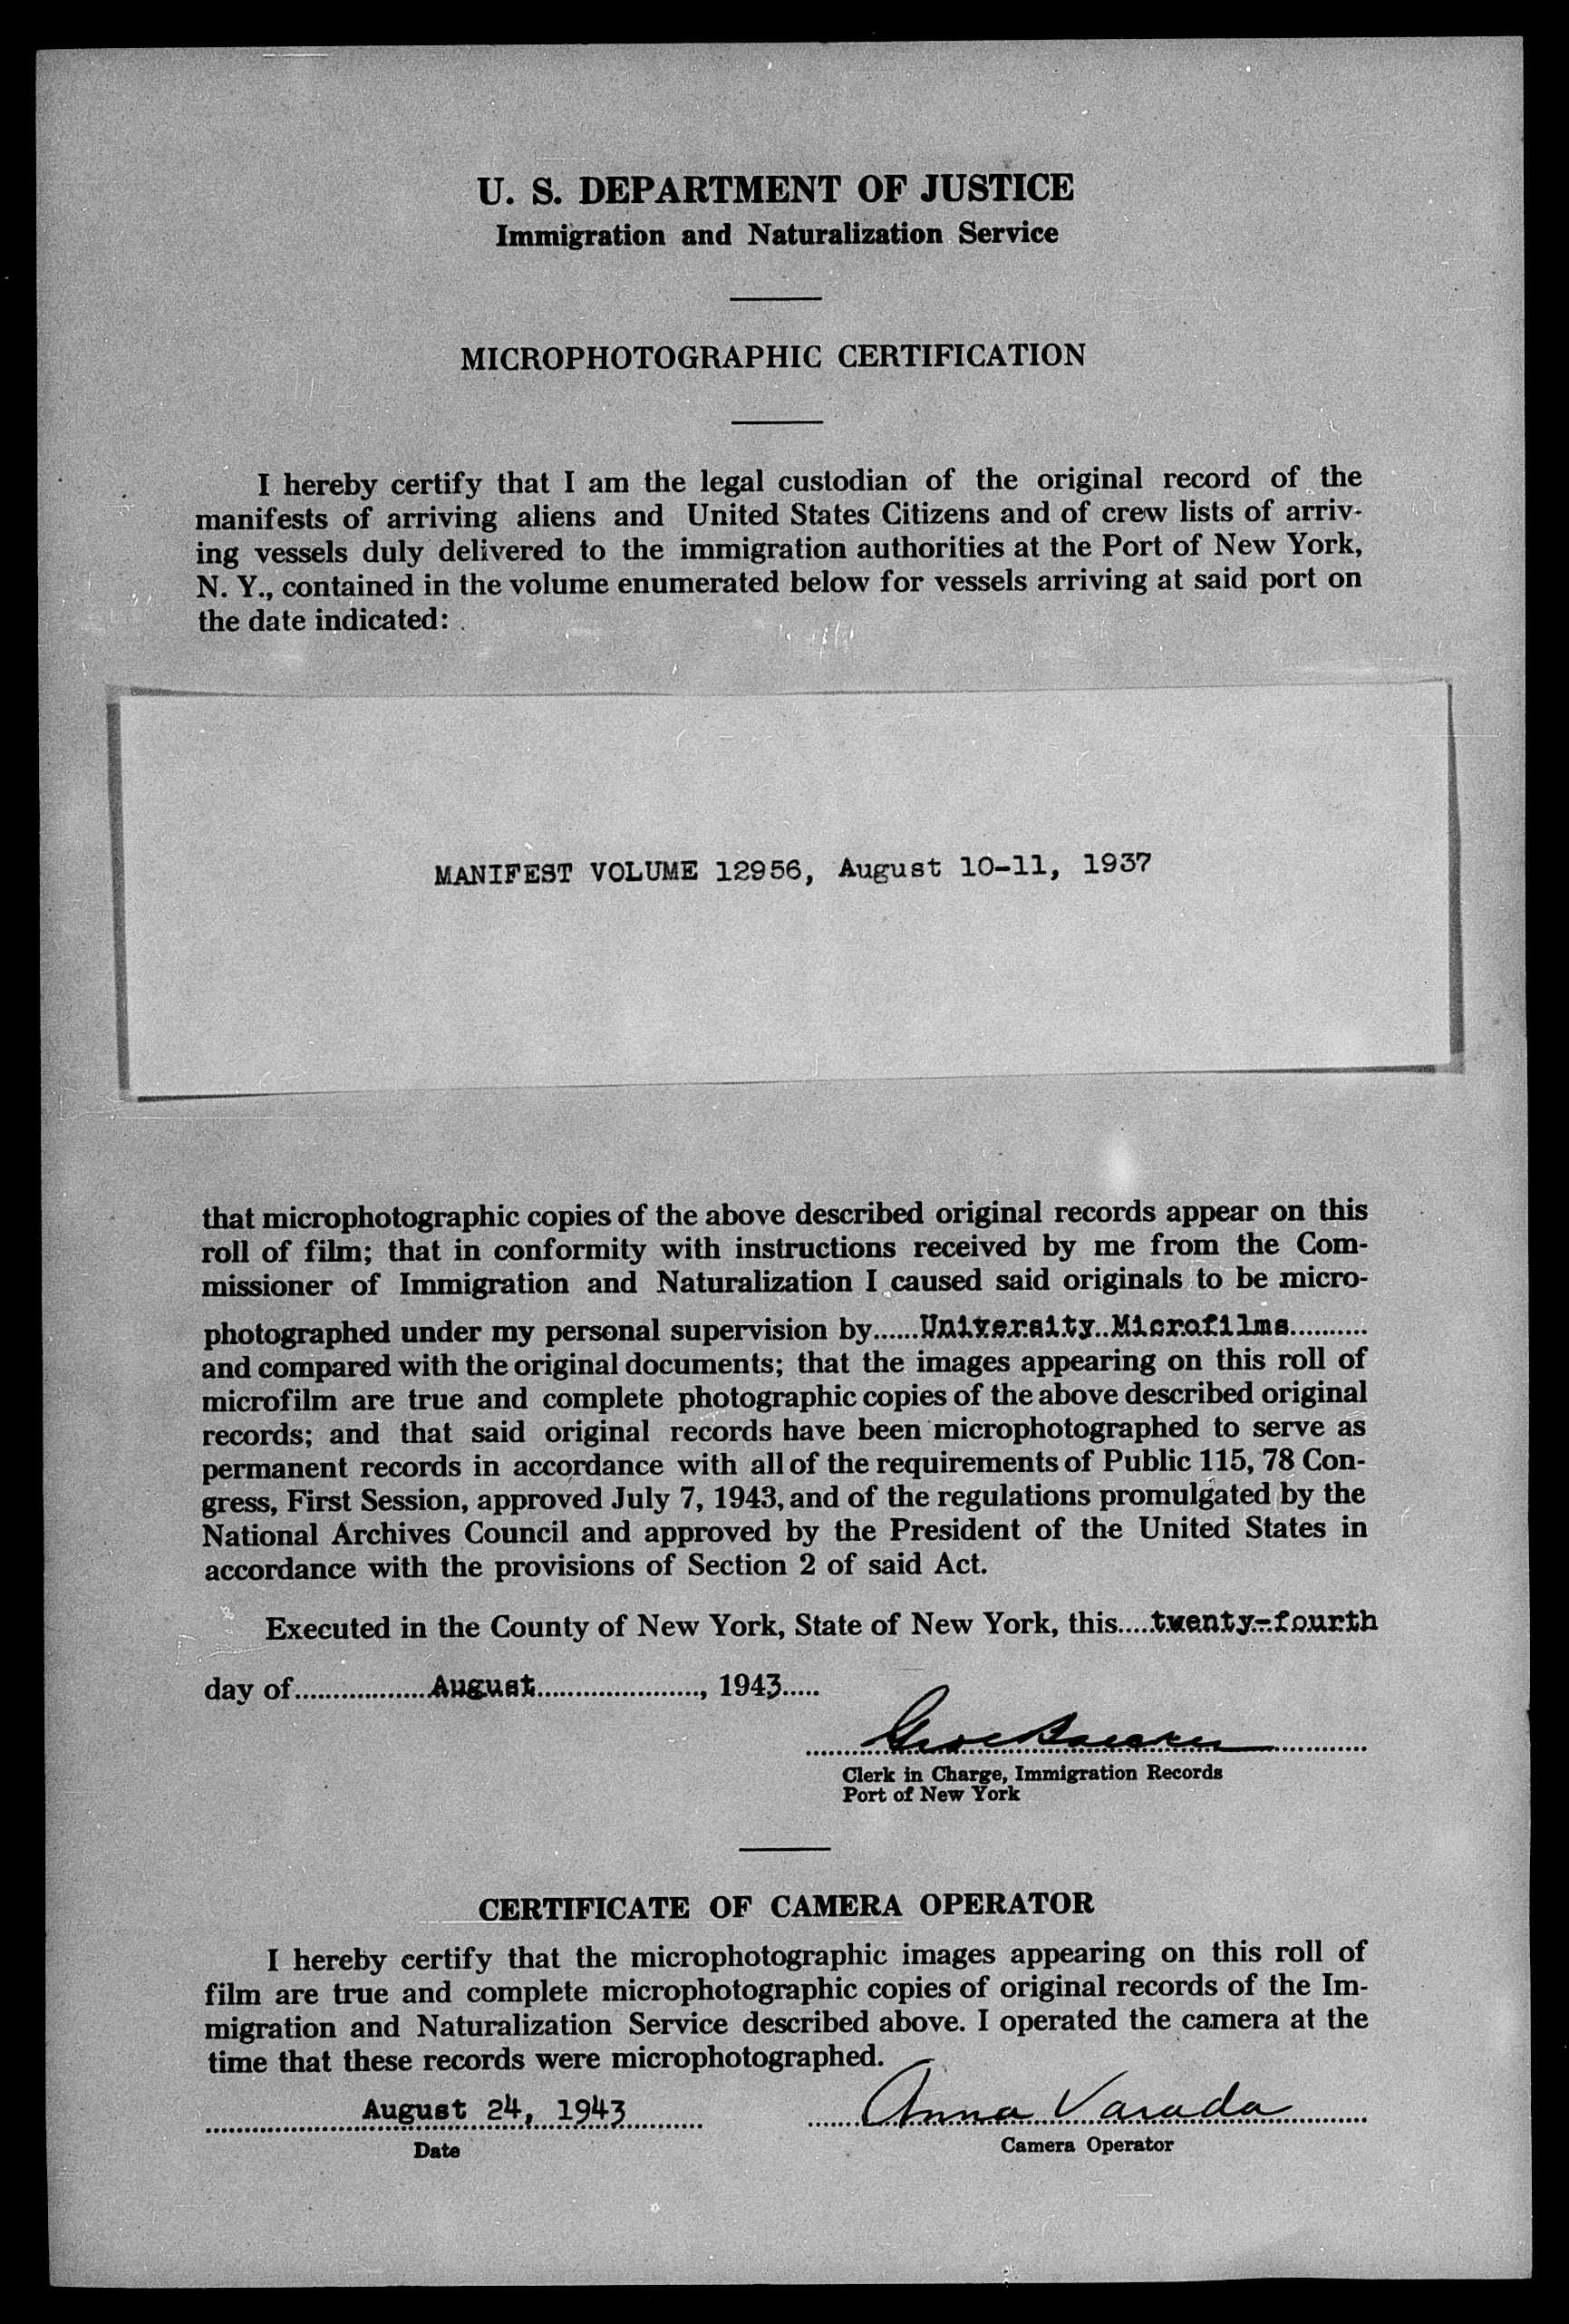 U. S. DEPARTMENT OF JUSTICE
Immigration and Naturalization Service
MICROPHOTOGRAPHIC CERTIFICATION
I hereby certify that I am the legal custodian of the original record of the
manifests of arriving aliens and United States Citizens and of crew lists of arriv-
ing vessels duly delivered to the immigration authorities at the Port of New York,
N. Y., contained in the volume enumerated below for vessels arriving at said port on
the date indicated:
MANIFEST VOLUME 12956, August 10-11, 1937
that microphotographic copies of the above described original records appear on this
roll of film; that in conformity with instructions received by me from the Com-
missioner of Immigration and Naturalization I caused said originals to be micro-
photographed under my personal supervision by......University Microfilms..........
and compared with the original documents; that the images appearing on this roll of
microfilm are true and complete photographic copies of the above described original
records; and that said original records have been microphotographed to serve as
permanent records in accordance with all of the requirements of Public 115, 78 Con-
gress, First Session, approved July 7, 1943, and of the regulations promulgated by the
National Archives Council and approved by the President of the United States in
accordance with the provisions of Section 2 of said Act.
Executed in the County of New York, State of New York, this.....twenty-fourth
day of..................August......................, 1943.....
Clerk in Charge, Immigration Records
Port of New York
CERTIFICATE OF CAMERA OPERATOR
I hereby certify that the microphotographic images appearing on this roll of
film are true and complete microphotographic copies of original records of the Im-
migration and Naturalization Service described above. I operated the camera at the
time that these records were microphotographed.
August 24, 1943 Anna Varada
Date Camera Operator